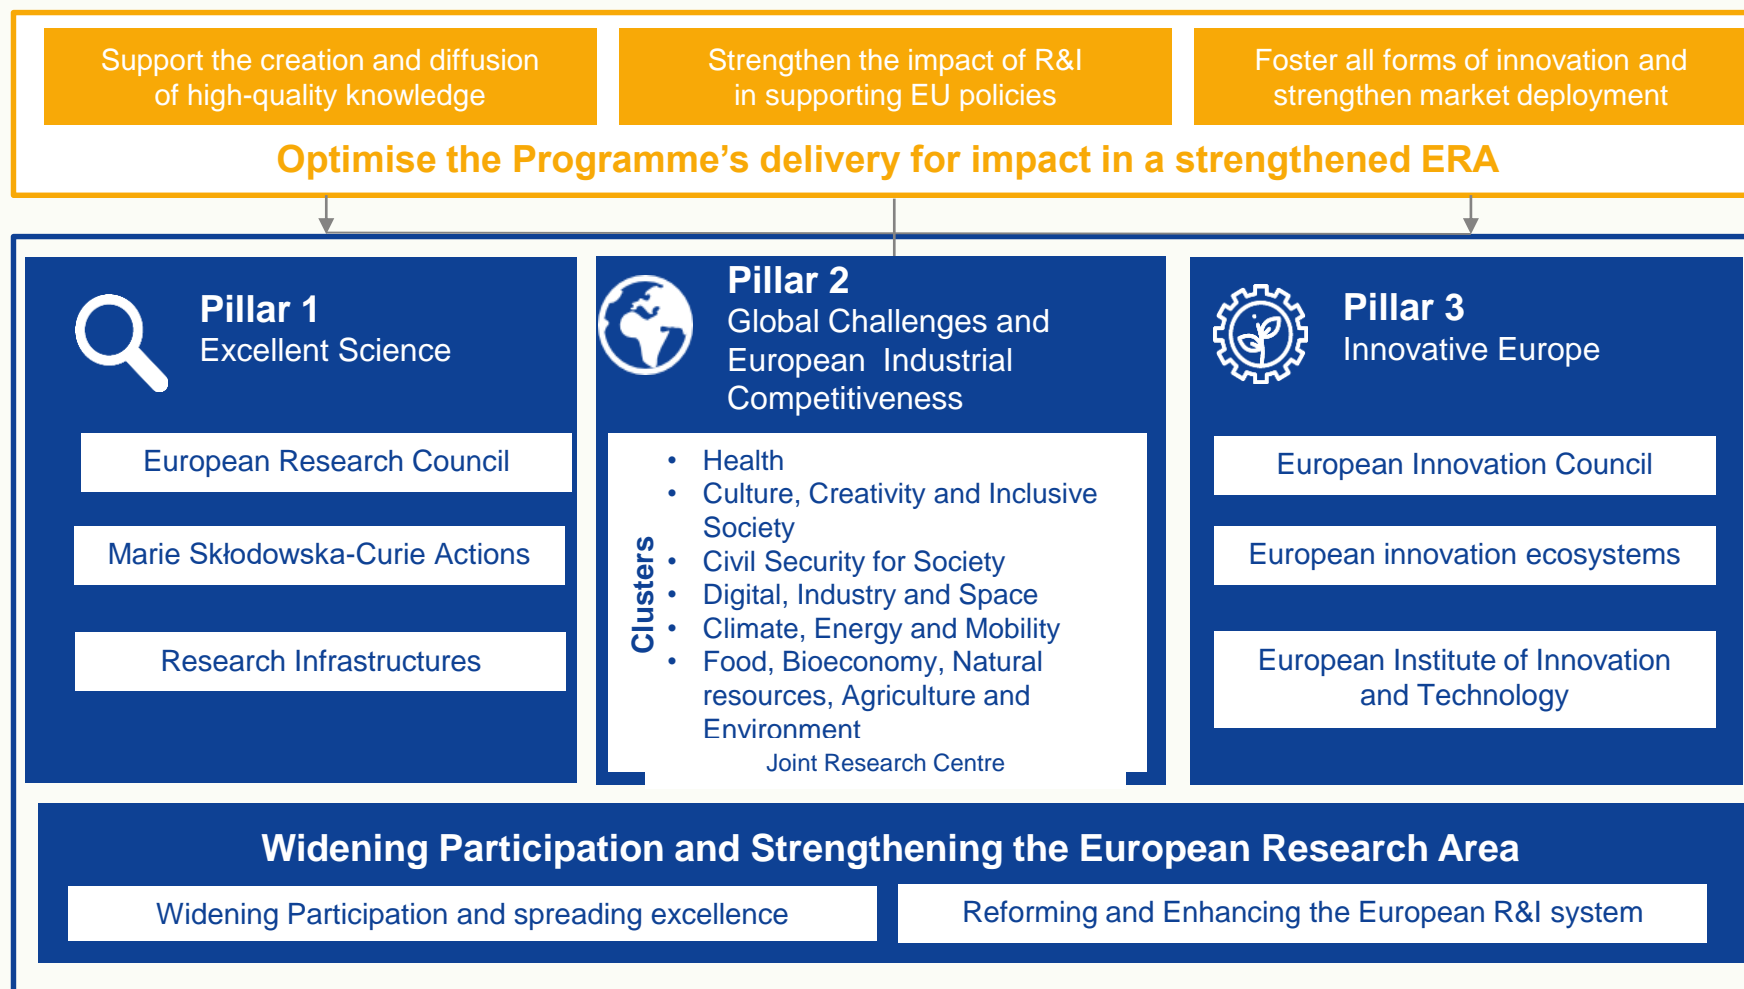 Support the creation and diffusion
of high-quality knowledge
Strengthen the impact of R&I
in supporting EU policies
Foster all forms of innovation and
strengthen market deployment
Optimise the Programme’s delivery for impact in a strengthened ERA
Pillar 1
Excellent Science
European Research Council
Marie Skłodowska-Curie Actions
Research Infrastructures
Pillar 2
Global Challenges and
European Industrial
Competitiveness
Clusters
• Health
• Culture, Creativity and Inclusive
Society
• Civil Security for Society
• Digital, Industry and Space
• Climate, Energy and Mobility
• Food, Bioeconomy, Natural
resources, Agriculture and
Environment
Joint Research Centre
Pillar 3
Innovative Europe
European Innovation Council
European innovation ecosystems
European Institute of Innovation
and Technology
Widening Participation and Strengthening the European Research Area
Widening Participation and spreading excellence
Reforming and Enhancing the European R&I system